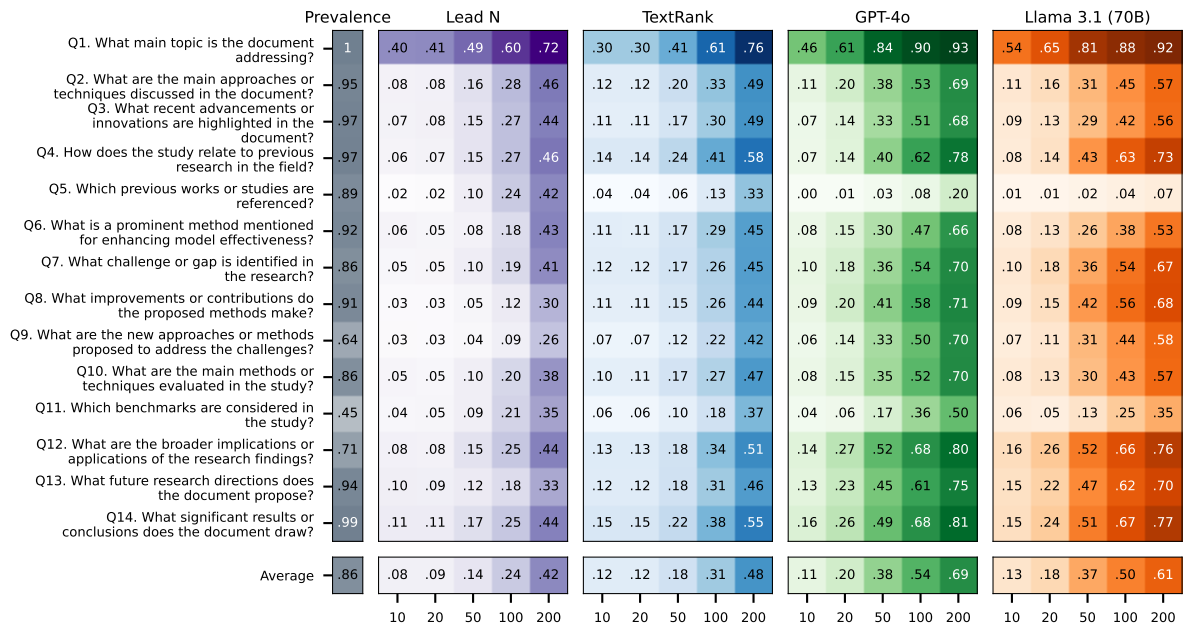 Prevalence Lead N TextRank GPT-4o Llama 3.1 (70B)
Q1. What main topic is the document
addressing?
1 .40 .41 .49 .60 .72 .30 .30 .41 .61 .76 .46 .61 .84 .90 .93 .54 .65 .81 .88 .92
Q2. What are the main approaches or
techniques discussed in the document?
.95 .08 .08 .16 .28 .46 .12 .12 .20 .33 .49 .11 .20 .38 .53 .69 .11 .16 .31 .45 .57
Q3. What recent advancements or
innovations are highlighted in the
document?
.97 .07 .08 .15 .27 .44 .11 .11 .17 .30 .49 .07 .14 .33 .51 .68 .09 .13 .29 .42 .56
Q4. How does the study relate to previous
research in the field?
.97 .06 .07 .15 .27 .46 .14 .14 .24 .41 .58 .07 .14 .40 .62 .78 .08 .14 .43 .63 .73
Q5. Which previous works or studies are
referenced?
.89 .02 .02 .10 .24 .42 .04 .04 .06 .13 .33 .00 .01 .03 .08 .20 .01 .01 .02 .04 .07
Q6. What is a prominent method mentioned
for enhancing model effectiveness?
.92 .06 .05 .08 .18 .43 .11 .11 .17 .29 .45 .08 .15 .30 .47 .66 .08 .13 .26 .38 .53
Q7. What challenge or gap is identified in
the research?
.86 .05 .05 .10 .19 .41 .12 .12 .17 .26 .45 .10 .18 .36 .54 .70 .10 .18 .36 .54 .67
Q8. What improvements or contributions do
the proposed methods make?
.91 .03 .03 .05 .12 .30 .11 .11 .15 .26 .44 .09 .20 .41 .58 .71 .09 .15 .42 .56 .68
Q9. What are the new approaches or methods
proposed to address the challenges?
.64 .03 .03 .04 .09 .26 .07 .07 .12 .22 .42 .06 .14 .33 .50 .70 .07 .11 .31 .44 .58
Q10. What are the main methods or
techniques evaluated in the study?
.86 .05 .05 .10 .20 .38 .10 .11 .17 .27 .47 .08 .15 .35 .52 .70 .08 .13 .30 .43 .57
Q11. Which benchmarks are considered in
the study?
.45 .04 .05 .09 .21 .35 .06 .06 .10 .18 .37 .04 .06 .17 .36 .50 .06 .05 .13 .25 .35
Q12. What are the broader implications or
applications of the research findings?
.71 .08 .08 .15 .25 .44 .13 .13 .18 .34 .51 .14 .27 .52 .68 .80 .16 .26 .52 .66 .76
Q13. What future research directions does
the document propose?
.94 .10 .09 .12 .18 .33 .12 .12 .18 .31 .46 .13 .23 .45 .61 .75 .15 .22 .47 .62 .70
Q14. What significant results or
conclusions does the document draw?
.99 .11 .11 .17 .25 .44 .15 .15 .22 .38 .55 .16 .26 .49 .68 .81 .15 .24 .51 .67 .77
Average .86 .08 .09 .14 .24 .42 .12 .12 .18 .31 .48 .11 .20 .38 .54 .69 .13 .18 .37 .50 .61
10 20 50 100 200 10 20 50 100 200 10 20 50 100 200 10 20 50 100 200